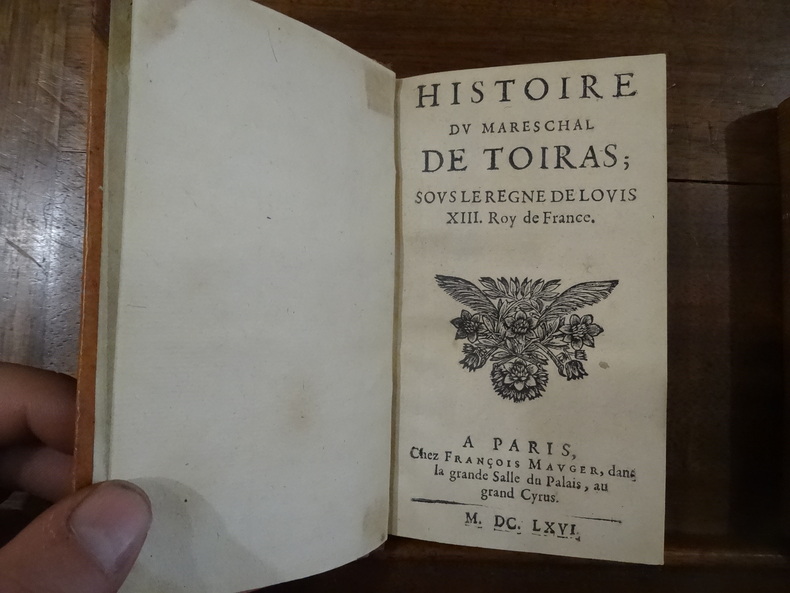 HISTOIRE
DV MARESCHAL
DE TOIRAS;
SOVS LE REGNE DE LOVIS
XIII. Roy de France.
A PARIS,
Chez FRANÇOIS MAVGER, dans
la grande Salle du Palais, au
grand Cyrus.
M. DC. LXVI.